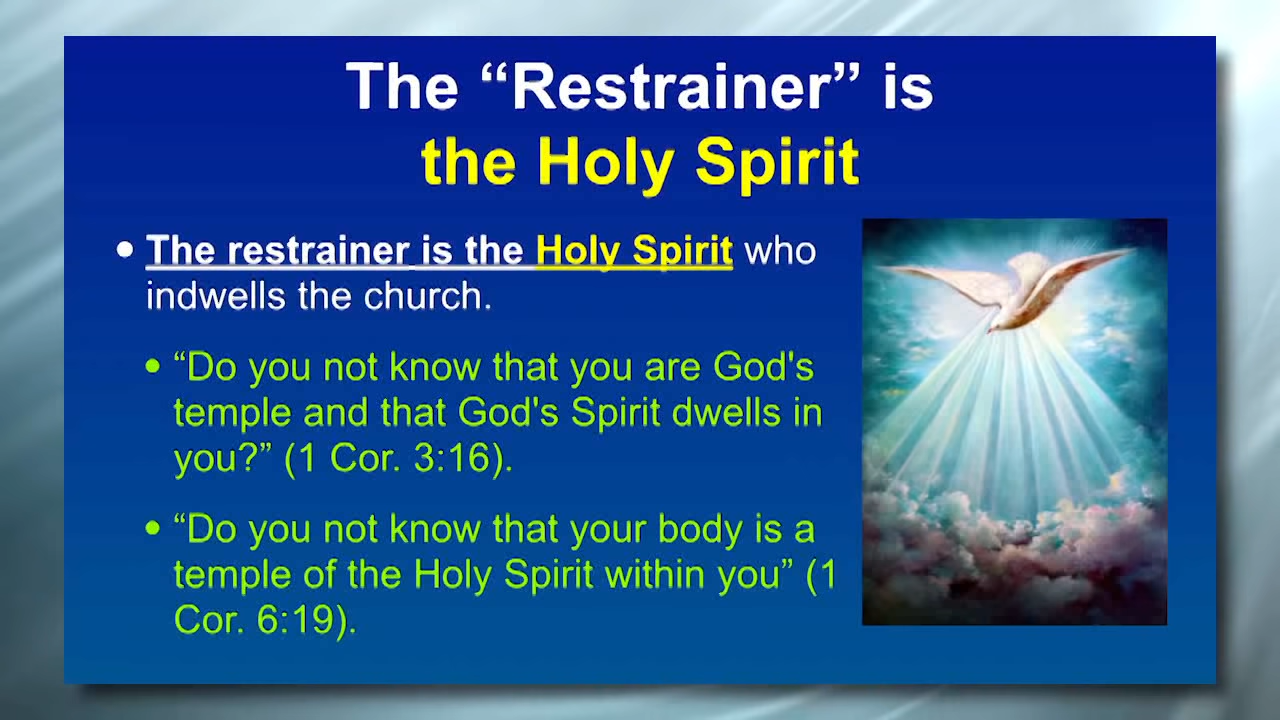 The “Restrainer” is
the Holy Spirit
• The restrainer is the Holy Spirit who
indwells the church.
• “Do you not know that you are God's
temple and that God's Spirit dwells in
you?” (1 Cor. 3:16).
• “Do you not know that your body is a
temple of the Holy Spirit within you” (1
Cor. 6:19).